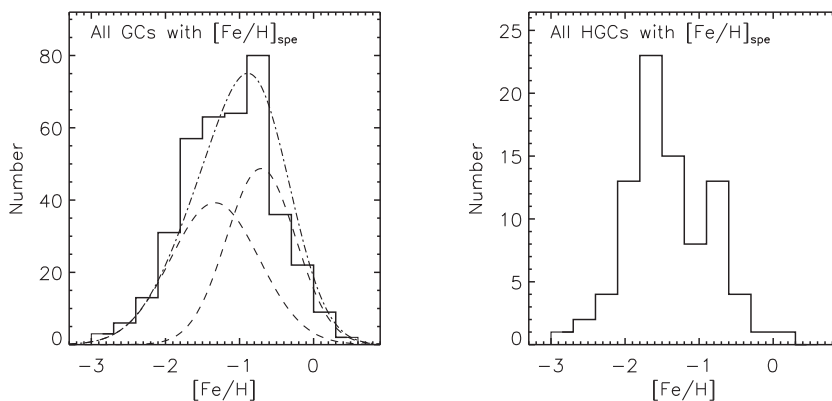 All GCs with [Fe/H]spe
80
60
40
20
0
Number
−3 −2 −1 0
[Fe/H]
All HGCs with [Fe/H]spe
25
20
15
10
5
0
Number
−3 −2 −1 0
[Fe/H]